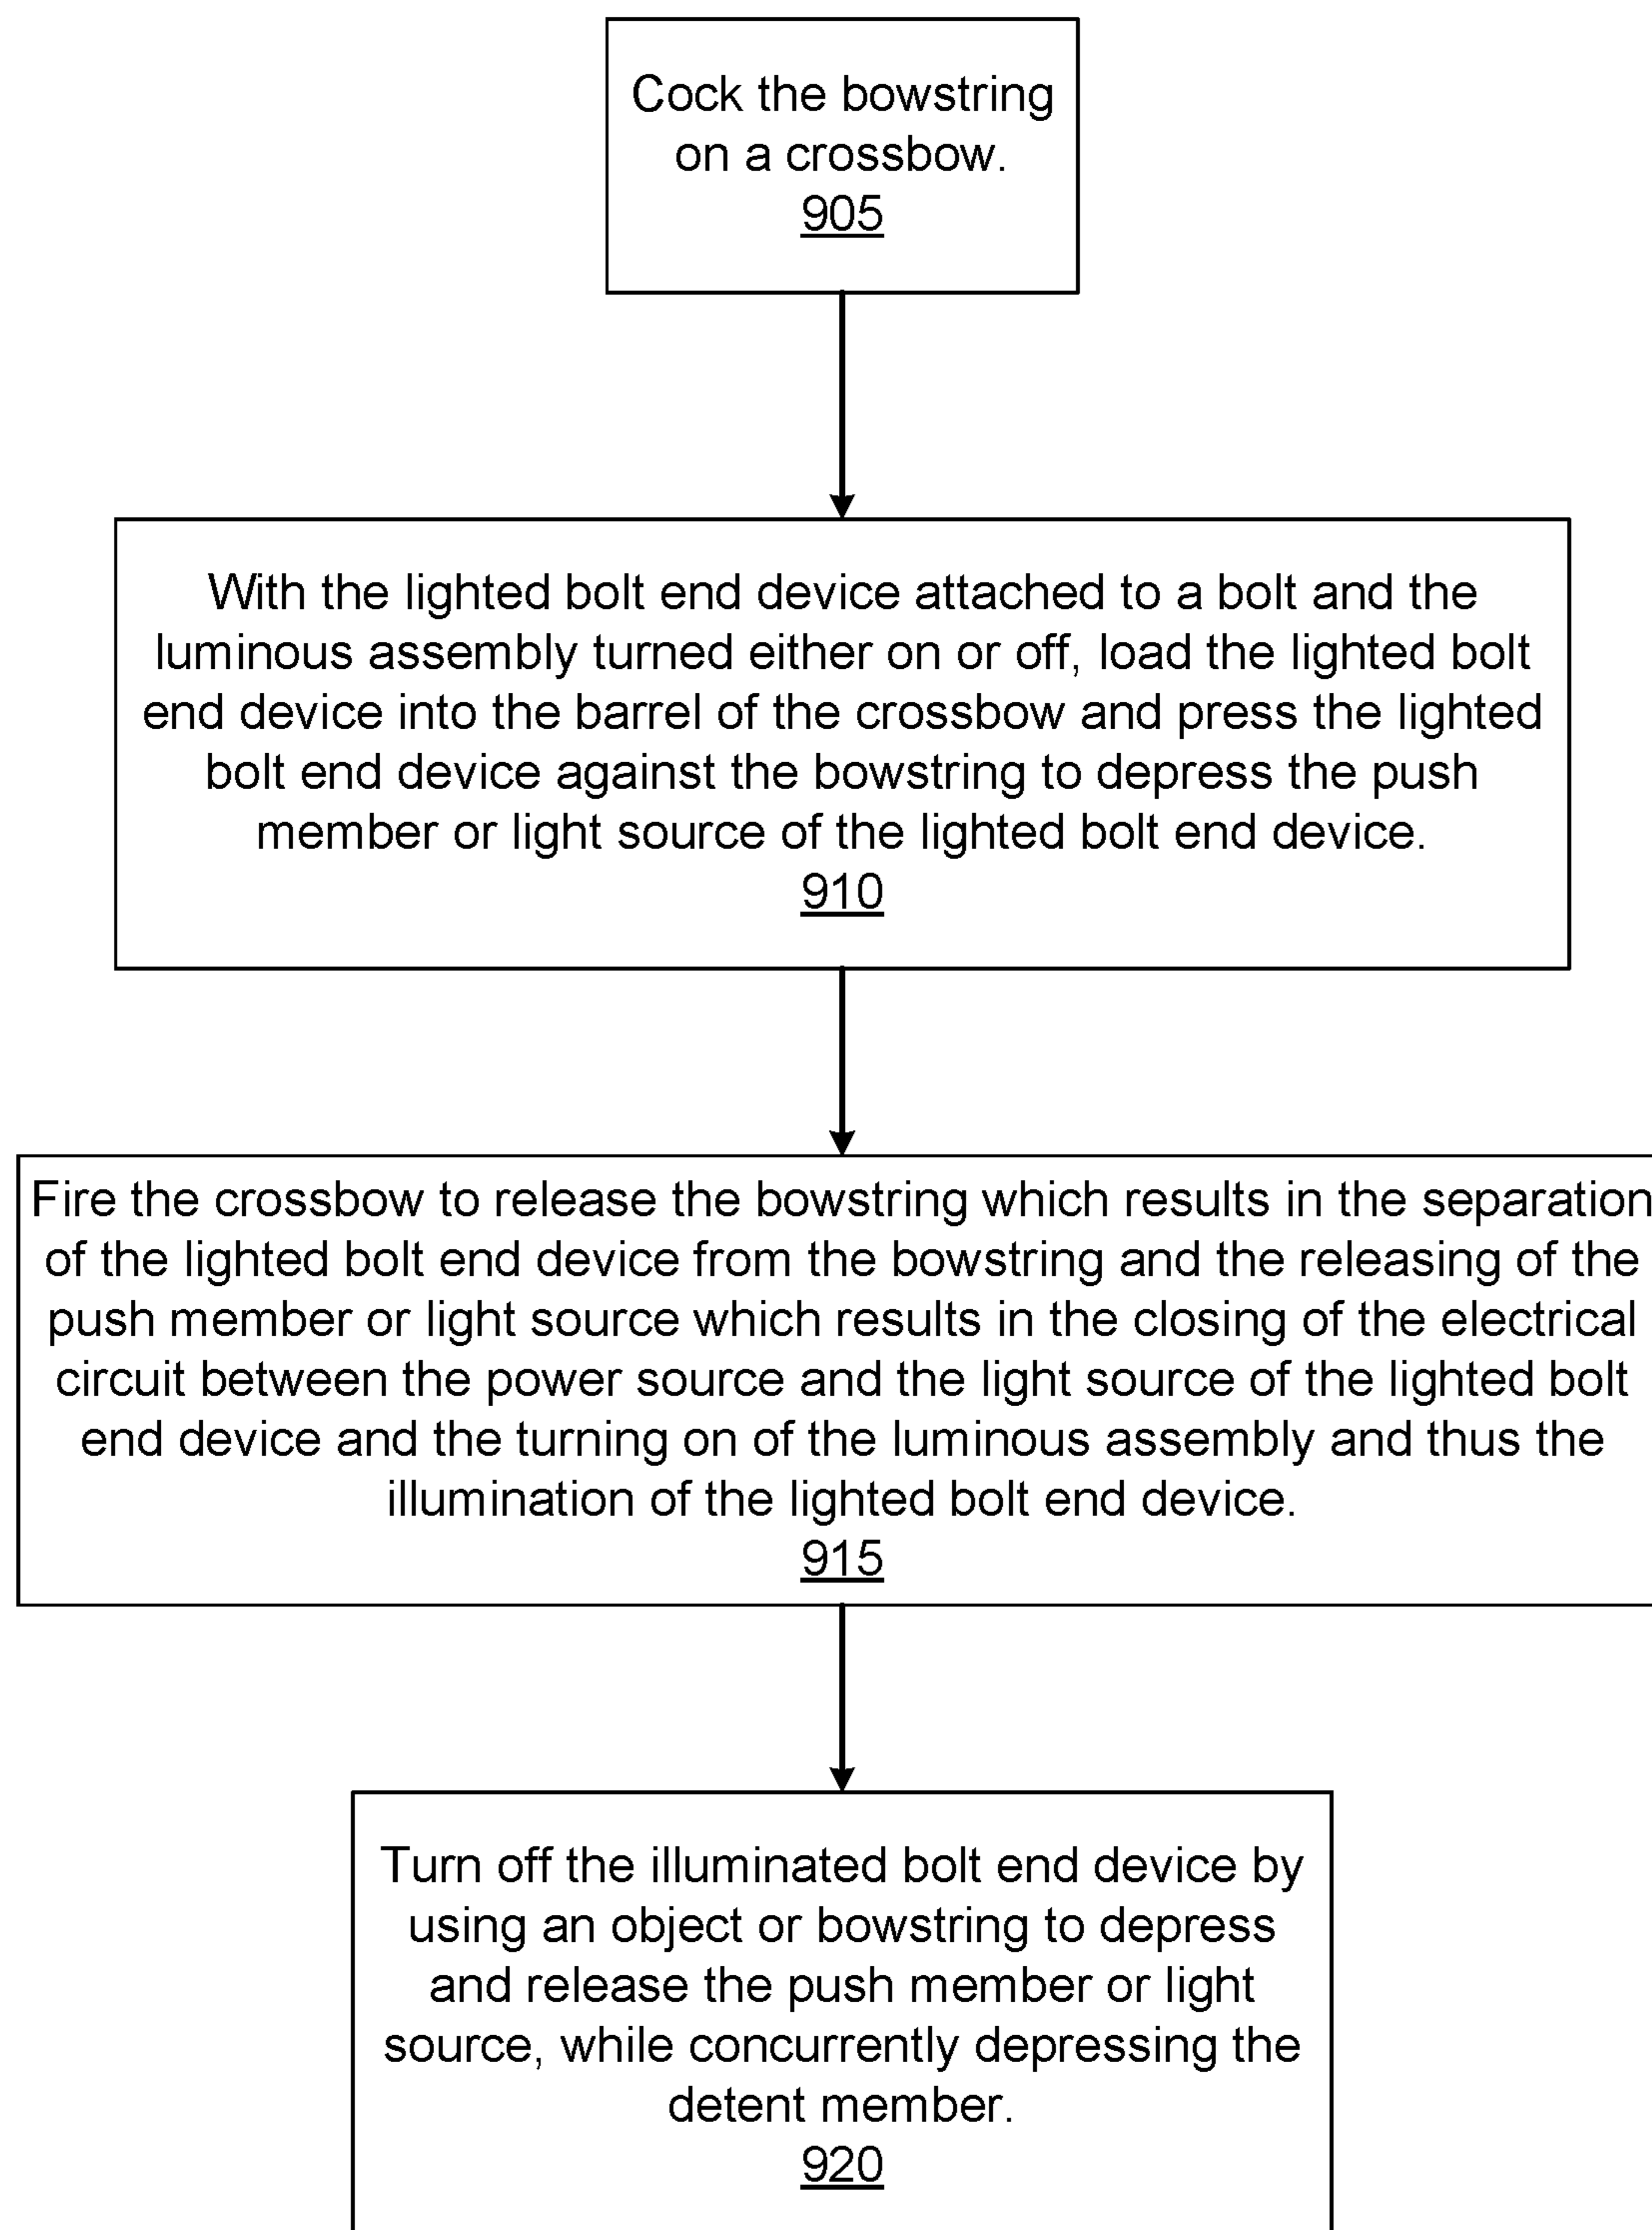 Cock the bowstring
on a crossbow.
905
With the lighted bolt end device attached to a bolt and the
luminous assembly turned either on or off, load the lighted bolt
end device into the barrel of the crossbow and press the lighted
bolt end device against the bowstring to depress the push
member or light source of the lighted bolt end device.
910
Fire the crossbow to release the bowstring which results in the separation
of the lighted bolt end device from the bowstring and the releasing of the
push member or light source which results in the closing of the electrical
circuit between the power source and the light source of the lighted bolt
end device and the turning on of the luminous assembly and thus the
illumination of the lighted bolt end device.
915
Turn off the illuminated bolt end device by
using an object or bowstring to depress
and release the push member or light
source, while concurrently depressing the
detent member.
920